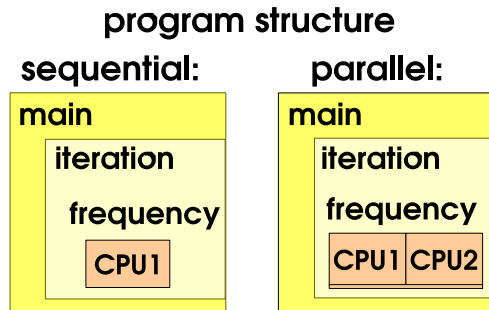 program structure
sequential:
main
iteration
frequency
CPU1
parallel:
main
iteration
frequency
CPU1 CPU2